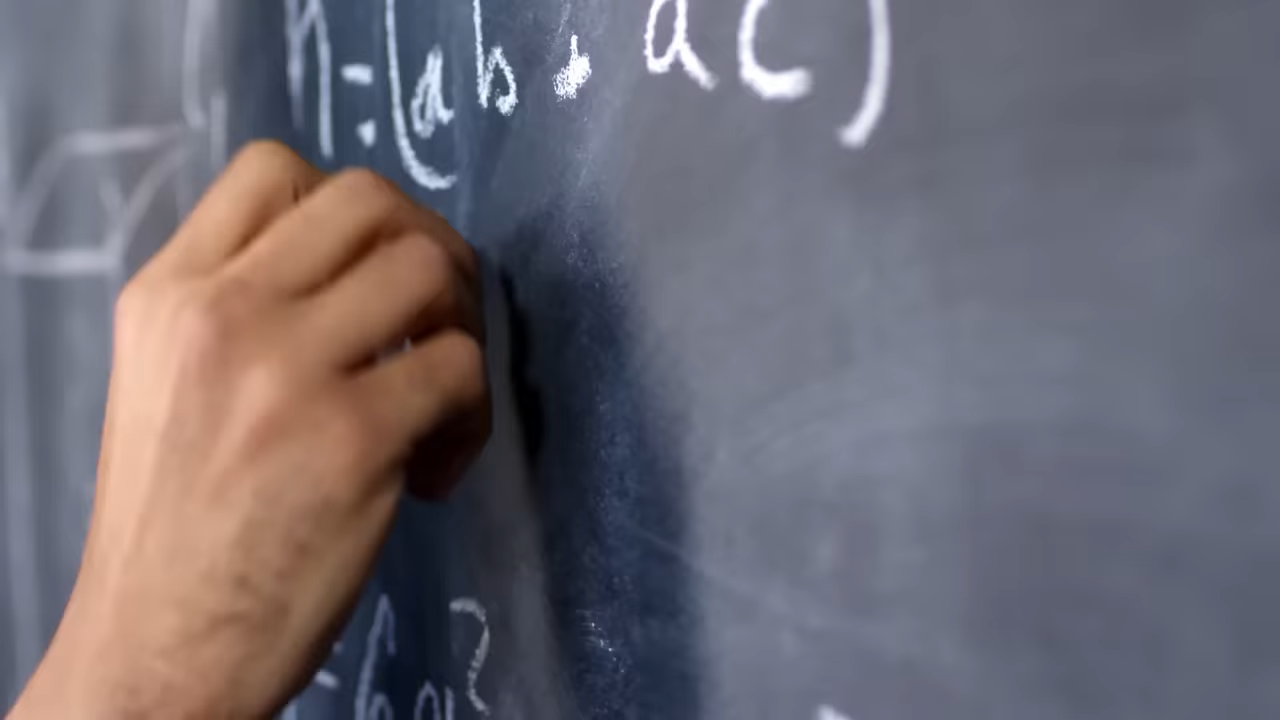 n=(ab · ac)
=6a²